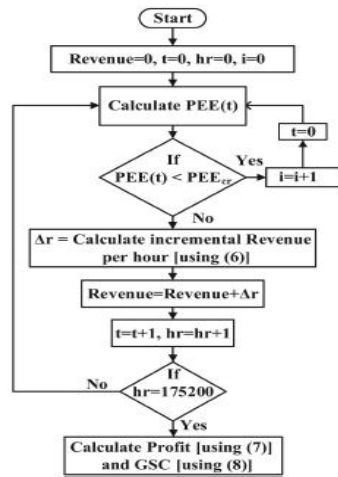 Start
Revenue=0, t=0, hr=0, i=0
Calculate PEE(t)
t=0
If
PEE(t) < PEEcr
Yes
i=i+1
No
Δr = Calculate incremental Revenue
per hour [using (6)]
Revenue=Revenue+Δr
t=t+1, hr=hr+1
No
If
hr=175200
Yes
Calculate Profit [using (7)]
and GSC [using (8)]